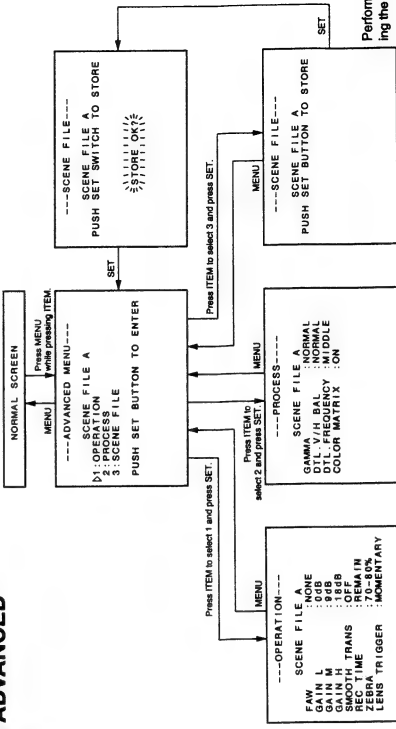 ADVANCED
NORMAL SCREEN
MENU
Press MENU
while pressing ITEM.
---ADVANCED MENU---
SCENE FILE A
▷1:OPERATION
2:PROCESS
3:SCENE FILE
PUSH SET BUTTON TO ENTER
SET
---SCENE FILE---
SCENE FILE A
PUSH SET SWITCH TO STORE
STORE OK?
SET
Press ITEM to select 1 and press SET.
MENU
Press ITEM to
select 2 and press SET.
MENU
Press ITEM to select 3 and press SET.
MENU
---OPERATION---
SCENE FILE A
FAW :NONE
GAIN L :0dB
GAIN M :9dB
GAIN H :18dB
SMOOTH TRANS :OFF
REC TIME :REMAIN
ZEBRA :70-80%
LENS TRIGGER :MOMENTARY
---PROCESS---
SCENE FILE A
GAMMA :NORMAL
DTL.V/H BAL :NORMAL
DTL.FREQUENCY :MIDDLE
COLOR MATRIX :ON
---SCENE FILE---
SCENE FILE A
PUSH SET BUTTON TO STORE
Perform
ing the